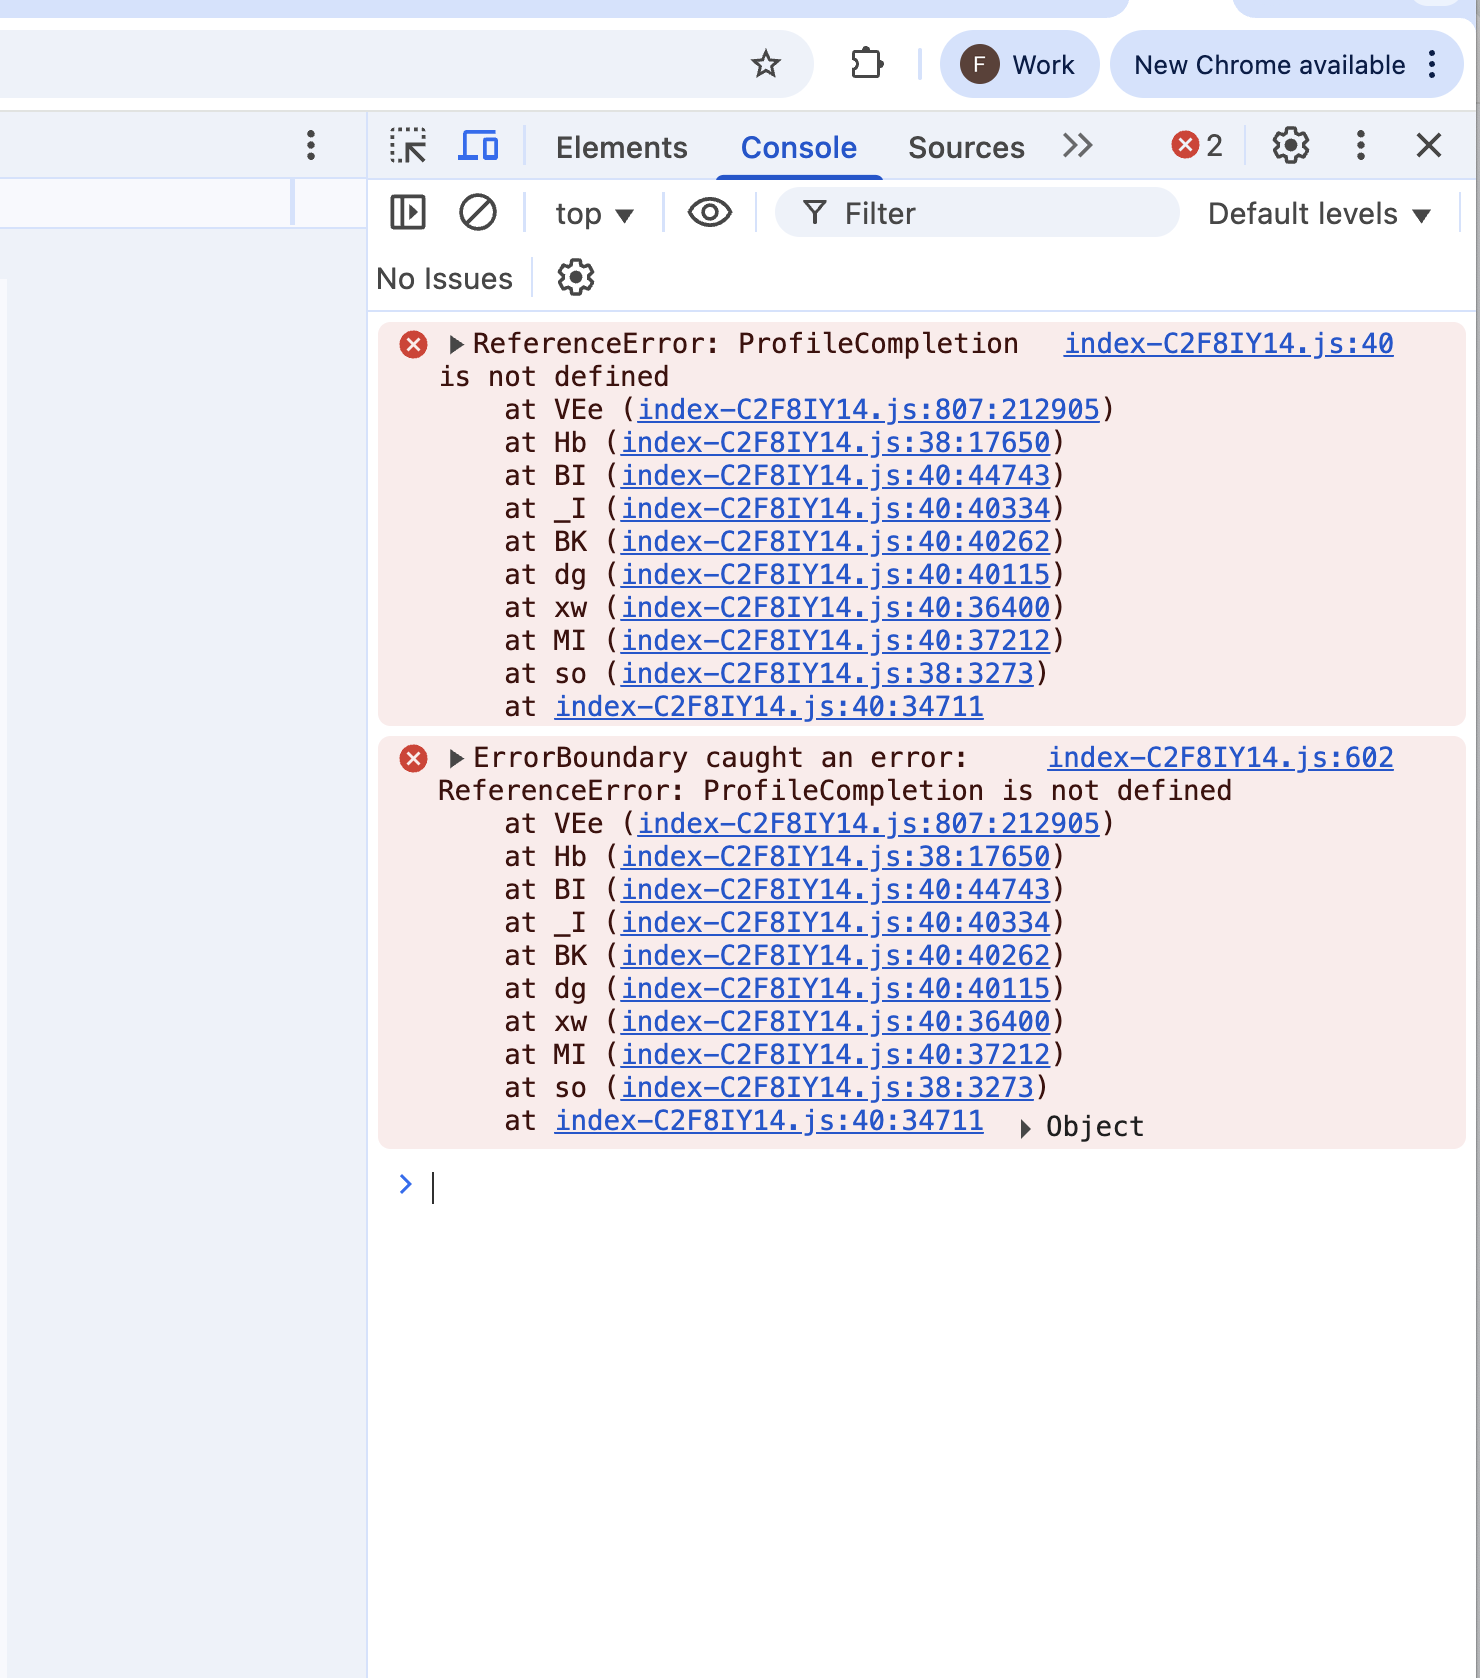 F Work New Chrome available
Elements Console Sources 2
top Filter Default levels
No Issues
ReferenceError: ProfileCompletion index-C2F8IY14.js:40
is not defined
at VEe (index-C2F8IY14.js:807:212905)
at Hb (index-C2F8IY14.js:38:17650)
at BI (index-C2F8IY14.js:40:44743)
at _I (index-C2F8IY14.js:40:40334)
at BK (index-C2F8IY14.js:40:40262)
at dg (index-C2F8IY14.js:40:40115)
at xw (index-C2F8IY14.js:40:36400)
at MI (index-C2F8IY14.js:40:37212)
at so (index-C2F8IY14.js:38:3273)
at index-C2F8IY14.js:40:34711
ErrorBoundary caught an error: index-C2F8IY14.js:602
ReferenceError: ProfileCompletion is not defined
at VEe (index-C2F8IY14.js:807:212905)
at Hb (index-C2F8IY14.js:38:17650)
at BI (index-C2F8IY14.js:40:44743)
at _I (index-C2F8IY14.js:40:40334)
at BK (index-C2F8IY14.js:40:40262)
at dg (index-C2F8IY14.js:40:40115)
at xw (index-C2F8IY14.js:40:36400)
at MI (index-C2F8IY14.js:40:37212)
at so (index-C2F8IY14.js:38:3273)
at index-C2F8IY14.js:40:34711 Object